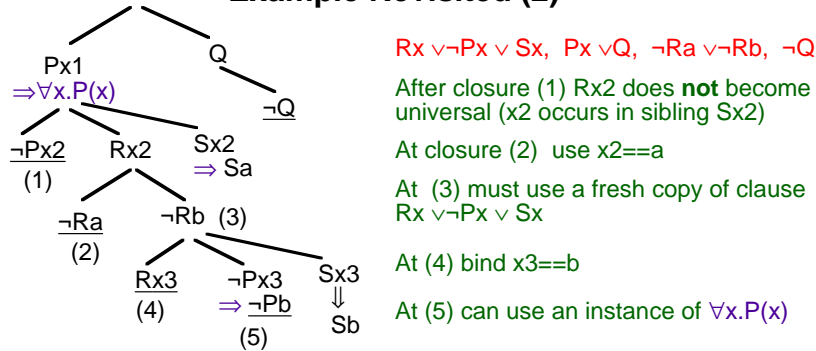 Px1
Q
⇒∀x.P(x)
¬Q
¬Px2
Rx2
Sx2
(1)
⇒ Sa
¬Ra
¬Rb (3)
(2)
Rx3
¬Px3
Sx3
(4)
⇒ ¬Pb
⇓
(5)
Sb
Rx ∨¬Px ∨ Sx, Px ∨Q, ¬Ra ∨¬Rb, ¬Q
After closure (1) Rx2 does not become
universal (x2 occurs in sibling Sx2)
At closure (2) use x2==a
At (3) must use a fresh copy of clause
Rx ∨¬Px ∨ Sx
At (4) bind x3==b
At (5) can use an instance of ∀x.P(x)